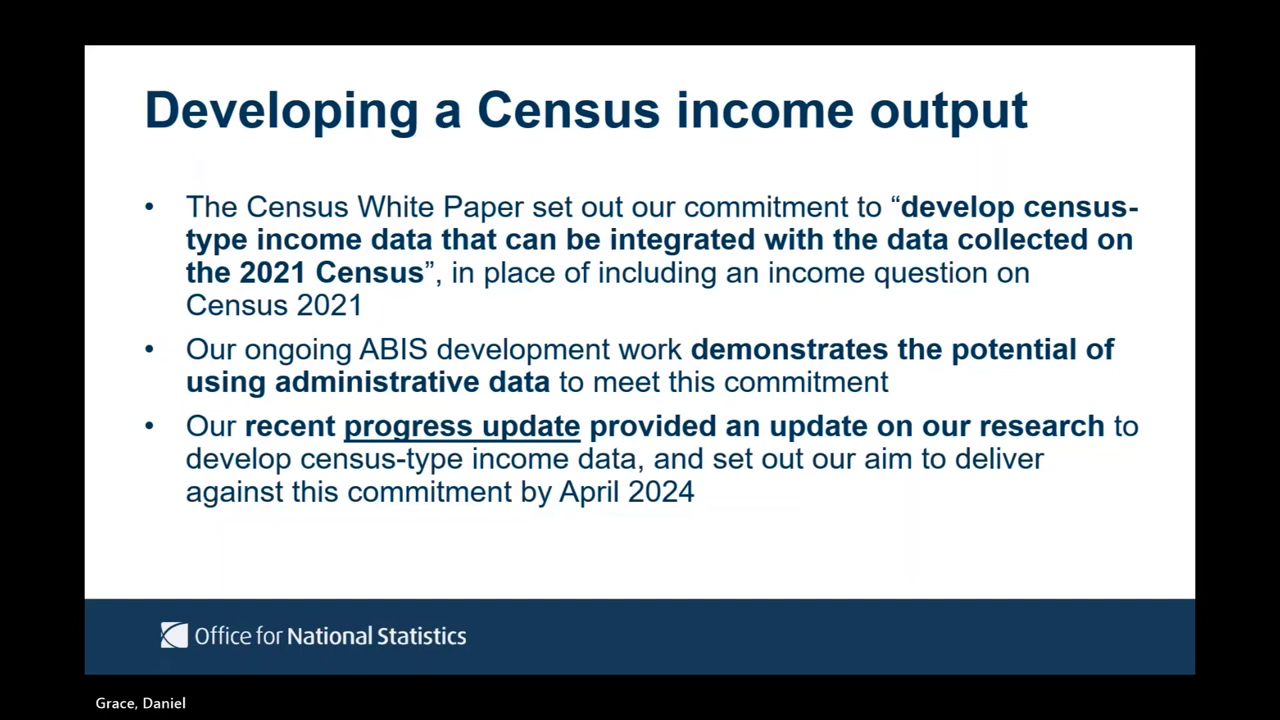 Developing a Census income output
• The Census White Paper set out our commitment to “develop census-
type income data that can be integrated with the data collected on
the 2021 Census”, in place of including an income question on
Census 2021
• Our ongoing ABIS development work demonstrates the potential of
using administrative data to meet this commitment
• Our recent progress update provided an update on our research to
develop census-type income data, and set out our aim to deliver
against this commitment by April 2024
Office for National Statistics
Grace, Daniel